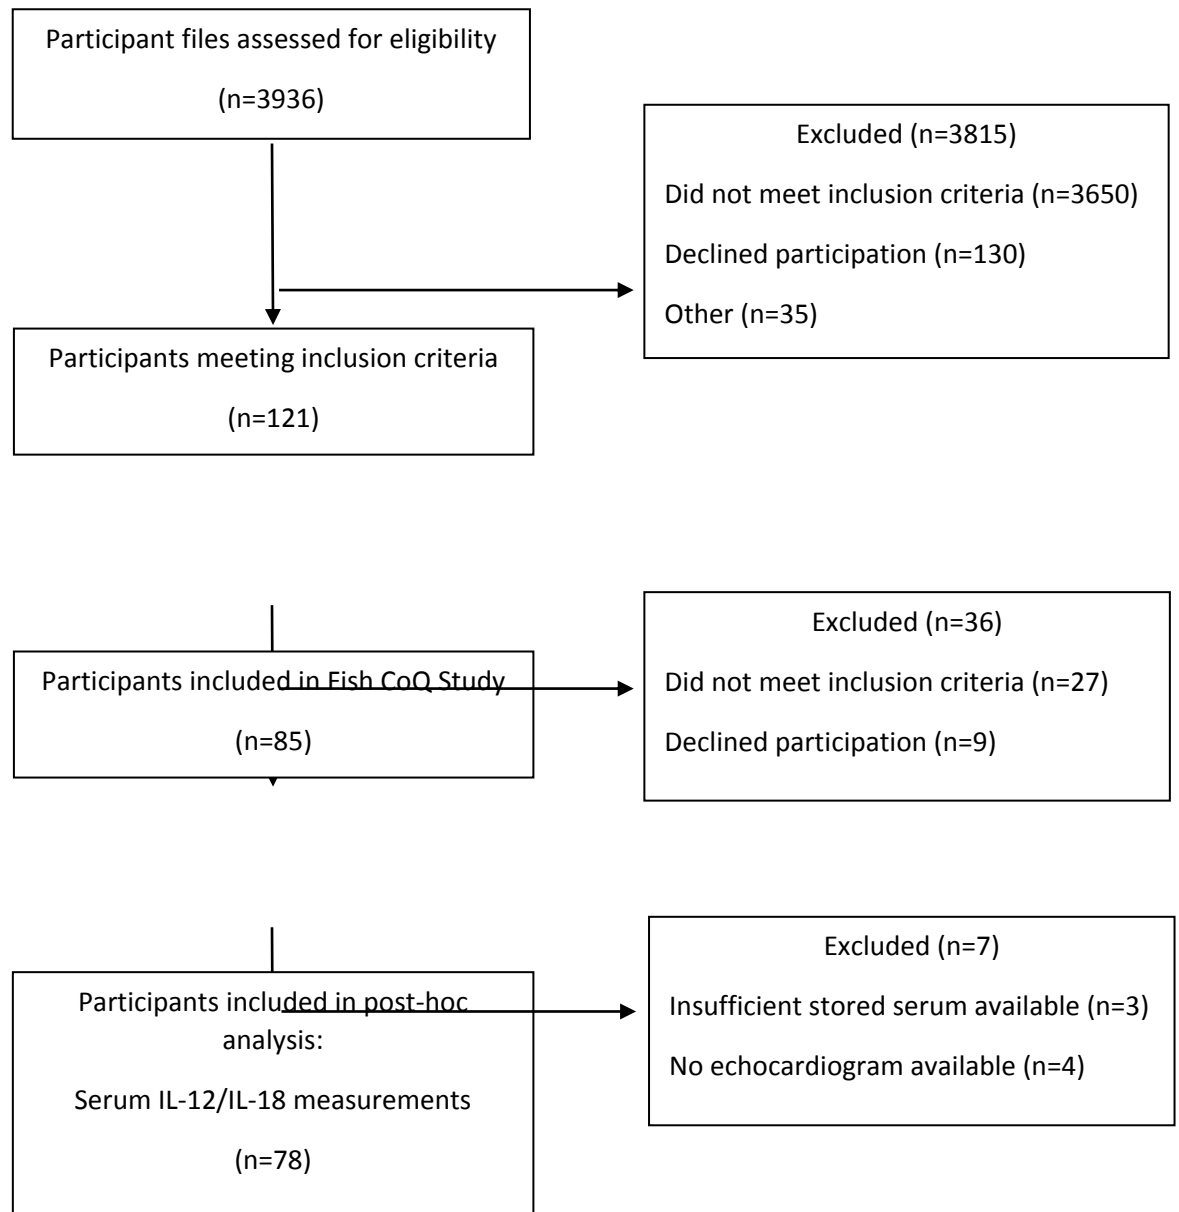 Participant files assessed for eligibility
(n=3936)
Excluded (n=3815)
Did not meet inclusion criteria (n=3650)
Declined participation (n=130)
Other (n=35)
Participants meeting inclusion criteria
(n=121)
Excluded (n=36)
Did not meet inclusion criteria (n=27)
Declined participation (n=9)
Participants included in Fish CoQ Study
(n=85)
Excluded (n=7)
Insufficient stored serum available (n=3)
No echocardiogram available (n=4)
Participants included in post-hoc
analysis:
Serum IL-12/IL-18 measurements
(n=78)